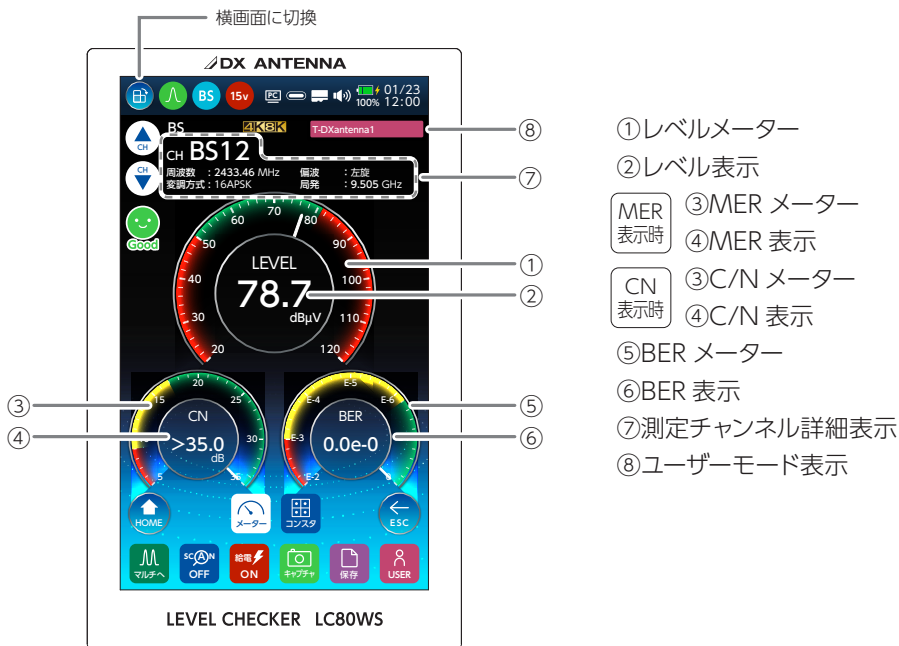 横画面に切換
DX ANTENNA
BS 15v PC 100% 01/23 12:00
CH BS 4K8K T-DXantenna1 ⑧
CH BS12
CH 周波数 : 2433.46 MHz 偏波 : 左旋 ⑦
変調方式 : 16APSK 局発 : 9.505 GHz
Good
20 30 40 50 60 70 80 90 100 110 120
LEVEL ①
78.7 ②
dBμV
5 10 15 20 25 30 35
③ CN
④ >35.0
dB
E-2 E-3 E-4 E-5 E-6 0
BER ⑤
0.0e-0 ⑥
HOME メーター コンスタ ESC
マルチへ SCAN OFF 給電 ON キャプチャ 保存 USER
LEVEL CHECKER LC80WS
①レベルメーター
②レベル表示
MER表示時 ③MER メーター
④MER 表示
CN表示時 ③C/N メーター
④C/N 表示
⑤BER メーター
⑥BER 表示
⑦測定チャンネル詳細表示
⑧ユーザーモード表示